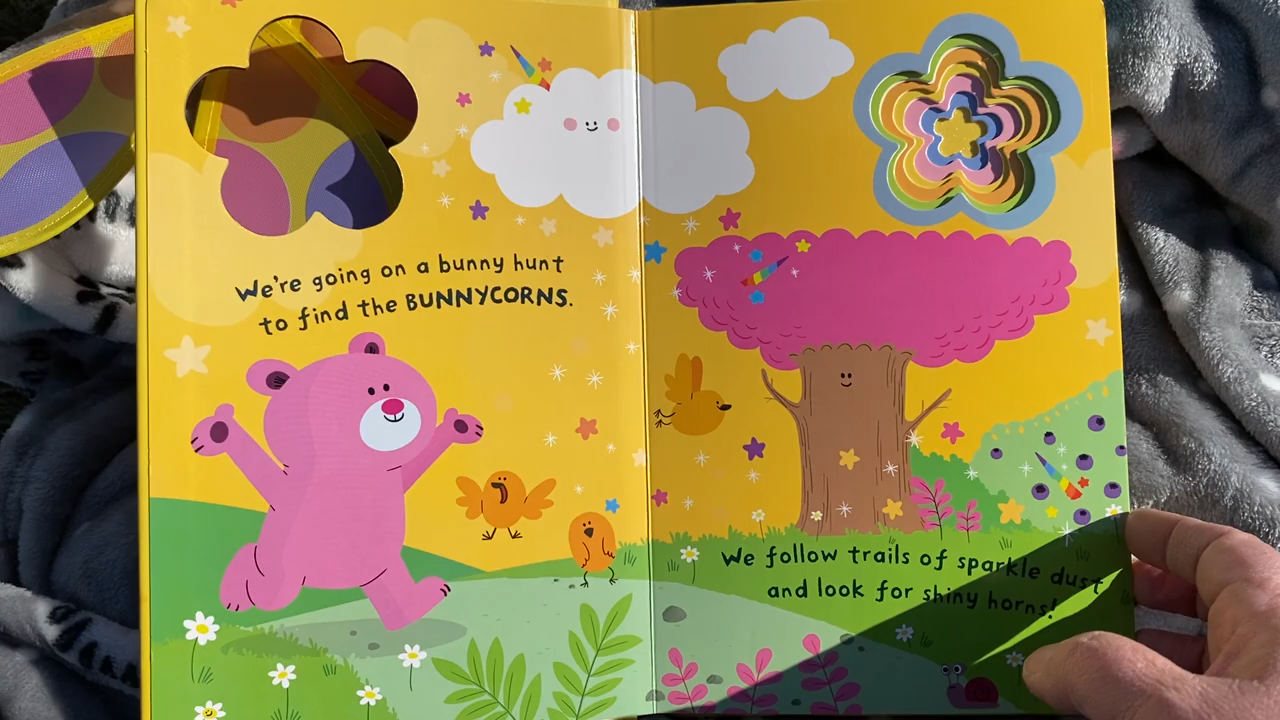 We're going on a bunny hunt
to find the BUNNYCORNS.
We follow trails of sparkle dust
and look for shiny horns!